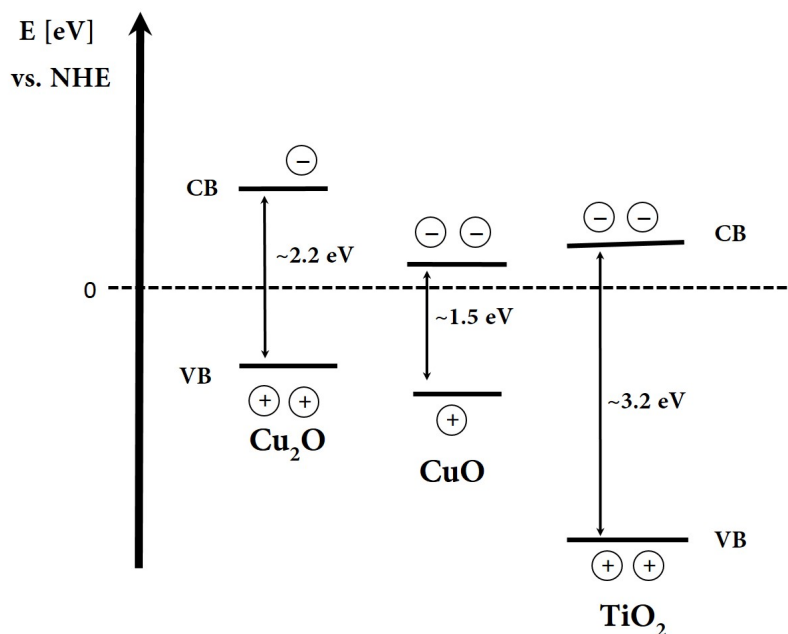 E [eV]
vs. NHE
−
CB
− −
− −
CB
~2.2 eV
0
~1.5 eV
VB
+ +
~3.2 eV
+
Cu₂O
CuO
VB
+ +
TiO₂